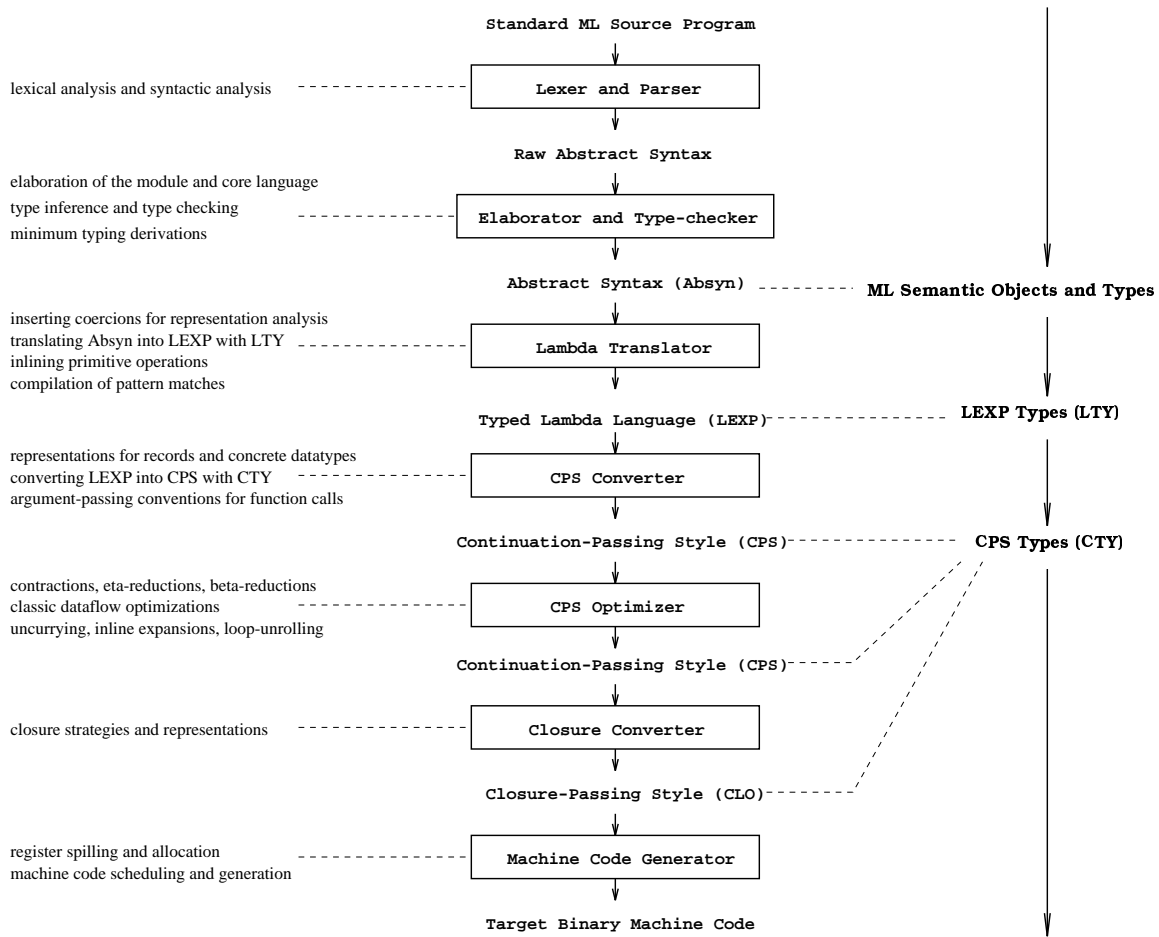 Standard ML Source Program
lexical analysis and syntactic analysis
Lexer and Parser
Raw Abstract Syntax
elaboration of the module and core language
type inference and type checking
minimum typing derivations
Elaborator and Type-checker
Abstract Syntax (Absyn)
ML Semantic Objects and Types
inserting coercions for representation analysis
translating Absyn into LEXP with LTY
inlining primitive operations
compilation of pattern matches
Lambda Translator
Typed Lambda Language (LEXP)
LEXP Types (LTY)
representations for records and concrete datatypes
converting LEXP into CPS with CTY
argument-passing conventions for function calls
CPS Converter
Continuation-Passing Style (CPS)
CPS Types (CTY)
contractions, eta-reductions, beta-reductions
classic dataflow optimizations
uncurrying, inline expansions, loop-unrolling
CPS Optimizer
Continuation-Passing Style (CPS)
closure strategies and representations
Closure Converter
Closure-Passing Style (CLO)
register spilling and allocation
machine code scheduling and generation
Machine Code Generator
Target Binary Machine Code